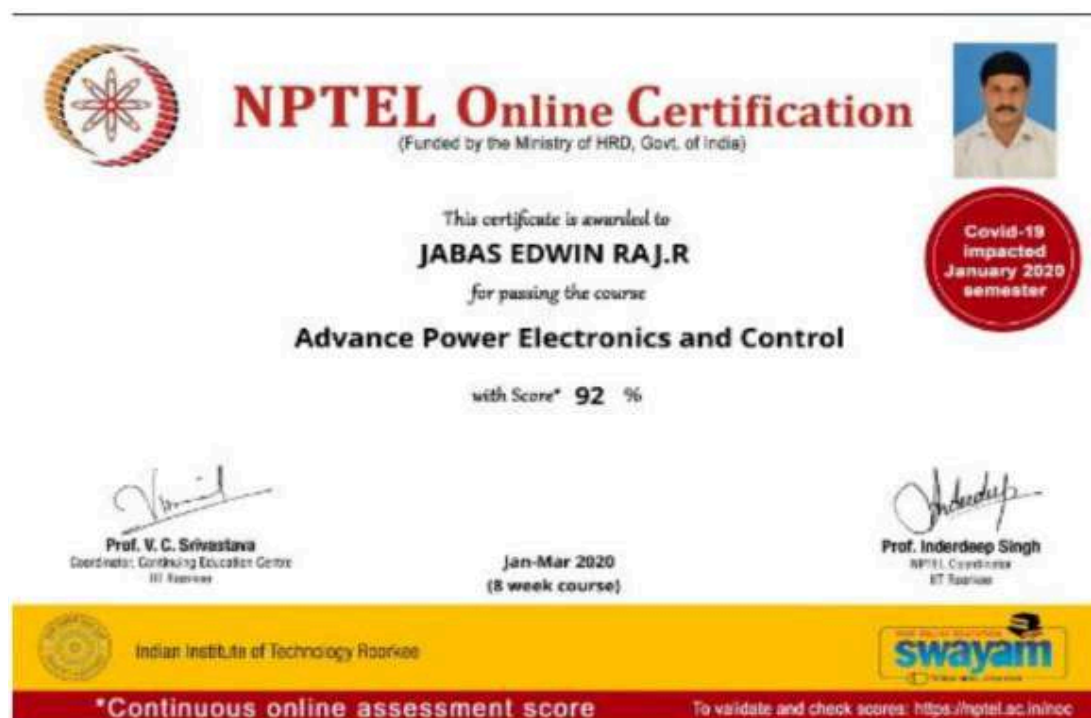 NPTEL Online Certification
(Funded by the Ministry of HRD, Govt. of India)
This certificate is awarded to
JABAS EDWIN RAJ.R
for passing the course
Advance Power Electronics and Control
with Score* 92 %
Covid-19
impacted
January 2020
semester
Prof. V. C. Srivastava
Coordinator, Continuing Education Centre
IIT Roorkee
Jan-Mar 2020
(8 week course)
Prof. Inderdeep Singh
NPTEL Coordinator
IIT Roorkee
Indian Institute of Technology Roorkee
swayam
*Continuous online assessment score
To validate and check scores: https://nptel.ac.in/noc